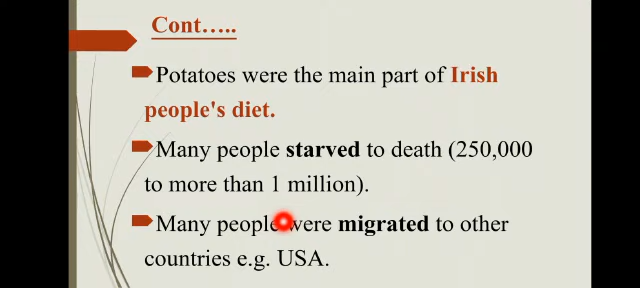 Cont…..
Potatoes were the main part of Irish
people's diet.
Many people starved to death (250,000
to more than 1 million).
Many people were migrated to other
countries e.g. USA.